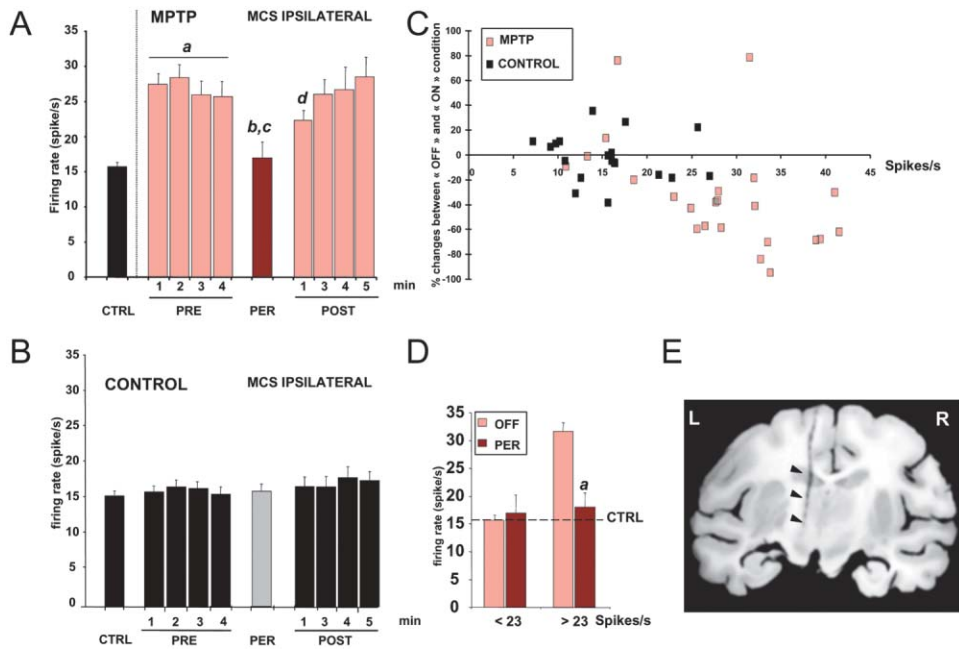 A
MPTP
MCS IPSILATERAL
Firing rate (spike/s)
35
30
25
20
15
10
5
0
a
b,c
d
1 2 3 4
1 3 4 5 min
CTRL PRE PER POST
B
CONTROL
MCS IPSILATERAL
firing rate (spike/s)
35
30
25
20
15
10
5
0
1 2 3 4
1 3 4 5 min
CTRL PRE PER POST
C
% changes between « OFF » and « ON » condition
100
80
60
40
20
0
-20
-40
-60
-80
-100
MPTP
CONTROL
0 5 10 15 20 25 30 35 40 45
Spikes/s
D
firing rate (spike/s)
35
30
25
20
15
10
5
0
OFF
PER
a
CTRL
< 23 > 23 Spikes/s
E
L R